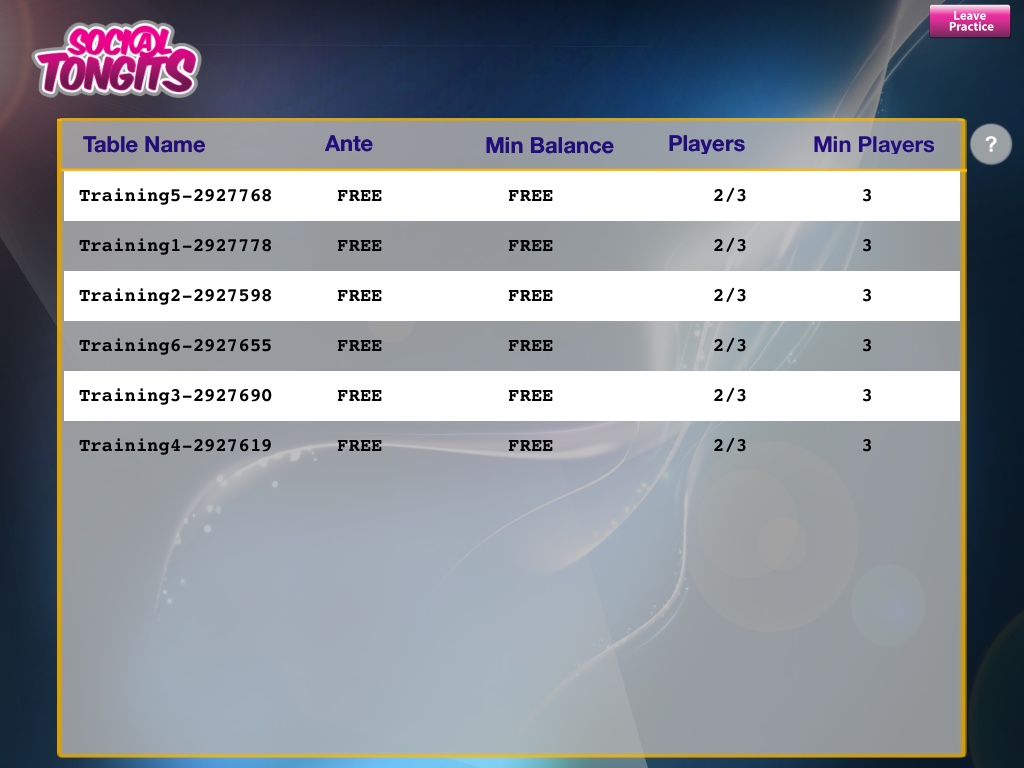 Leave
Practice
SOCI@L
TONGITS
Table Name Ante Min Balance Players Min Players
?
Training5-2927768 FREE FREE 2/3 3
Training1-2927778 FREE FREE 2/3 3
Training2-2927598 FREE FREE 2/3 3
Training6-2927655 FREE FREE 2/3 3
Training3-2927690 FREE FREE 2/3 3
Training4-2927619 FREE FREE 2/3 3